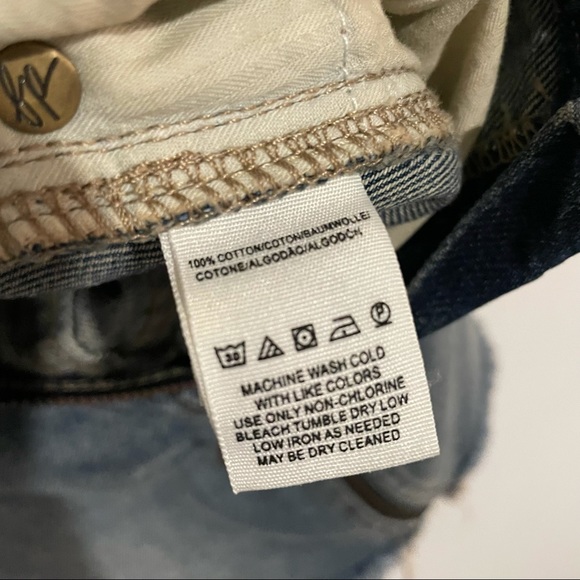 100% COTTON/COTON/BAUMWOLLE/
COTONE/ALGODÃO/ALGODÓN
30
P
MACHINE WASH COLD
WITH LIKE COLORS
USE ONLY NON-CHLORINE
BLEACH TUMBLE DRY LOW
LOW IRON AS NEEDED
MAY BE DRY CLEANED